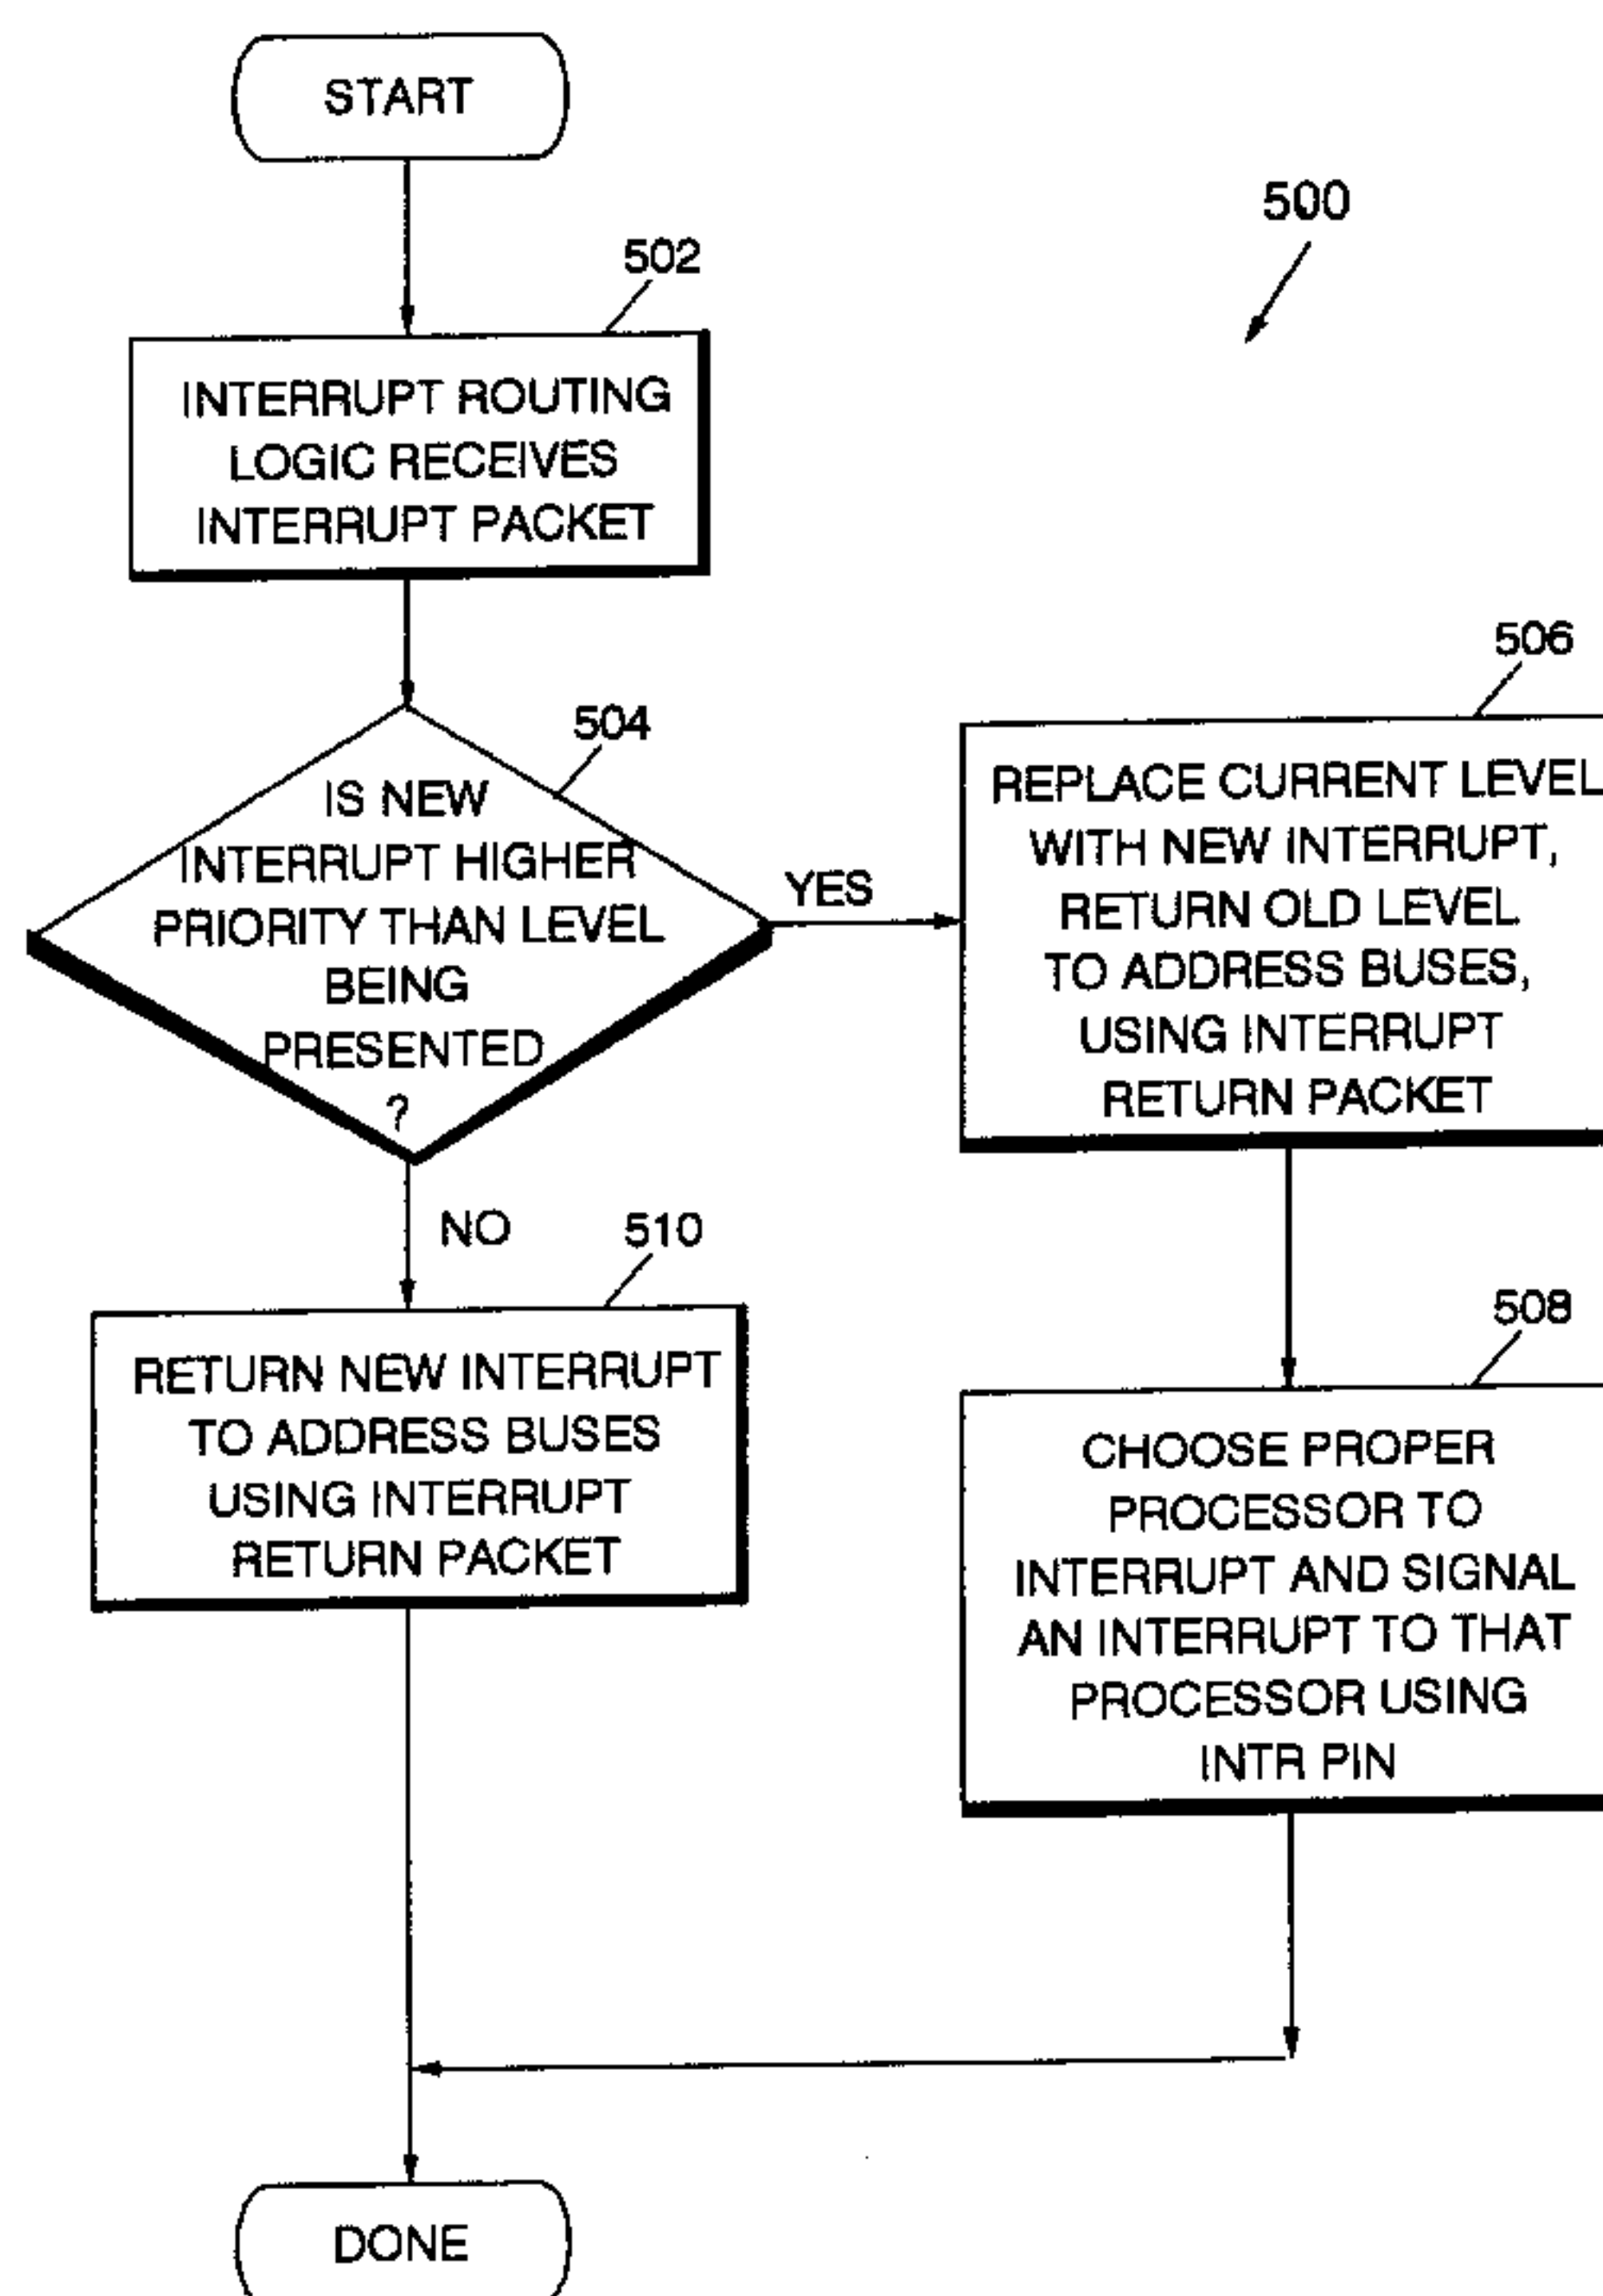 START
500
502
INTERRUPT ROUTING
LOGIC RECEIVES
INTERRUPT PACKET
504
IS NEW
INTERRUPT HIGHER
PRIORITY THAN LEVEL
BEING
PRESENTED
?
YES
506
REPLACE CURRENT LEVEL
WITH NEW INTERRUPT,
RETURN OLD LEVEL
TO ADDRESS BUSES,
USING INTERRUPT
RETURN PACKET
NO
510
RETURN NEW INTERRUPT
TO ADDRESS BUSES
USING INTERRUPT
RETURN PACKET
508
CHOOSE PROPER
PROCESSOR TO
INTERRUPT AND SIGNAL
AN INTERRUPT TO THAT
PROCESSOR USING
INTR PIN
DONE